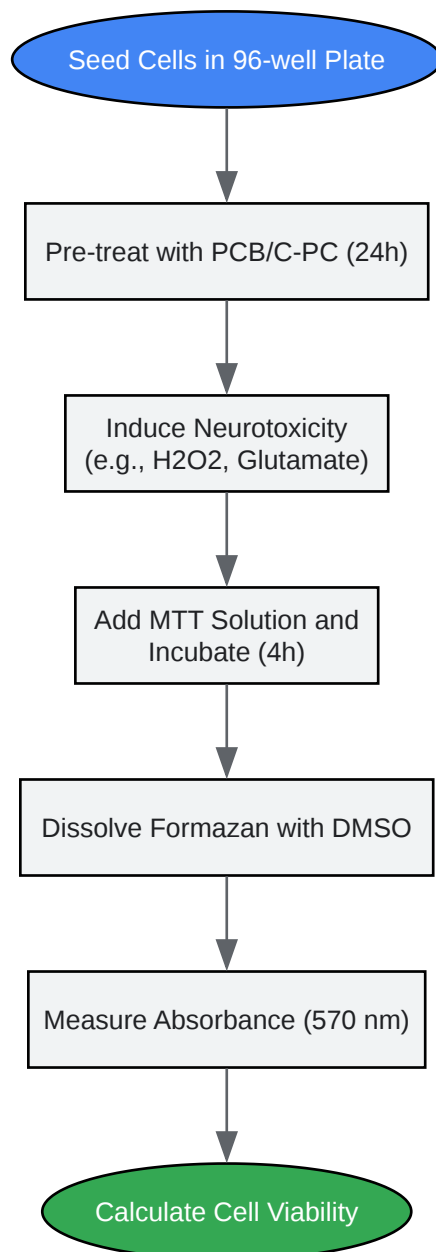 Seed Cells in 96-well Plate
Pre-treat with PCB/C-PC (24h)
Induce Neurotoxicity
(e.g., H2O2, Glutamate)
Add MTT Solution and
Incubate (4h)
Dissolve Formazan with DMSO
Measure Absorbance (570 nm)
Calculate Cell Viability